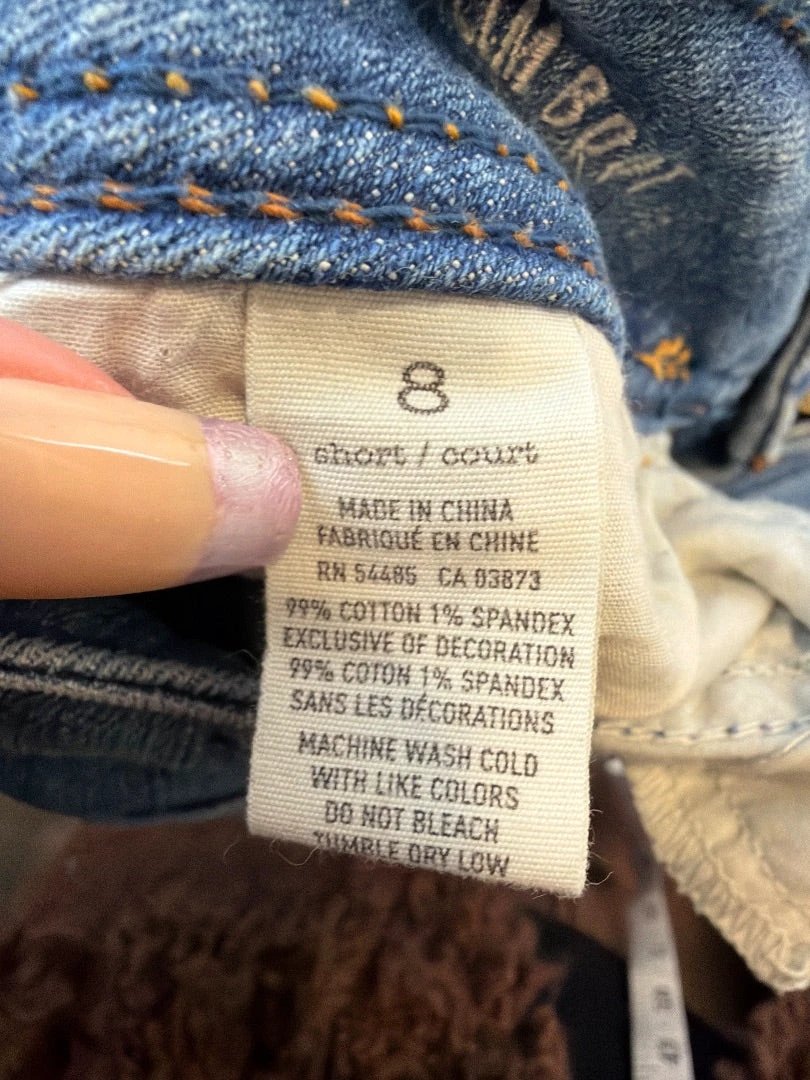 8
short / court
MADE IN CHINA
FABRIQUÉ EN CHINE
RN 54485 CA 03873
99% COTTON 1% SPANDEX
EXCLUSIVE OF DECORATION
99% COTON 1% SPANDEX
SANS LES DÉCORATIONS
MACHINE WASH COLD
WITH LIKE COLORS
DO NOT BLEACH
TUMBLE DRY LOW